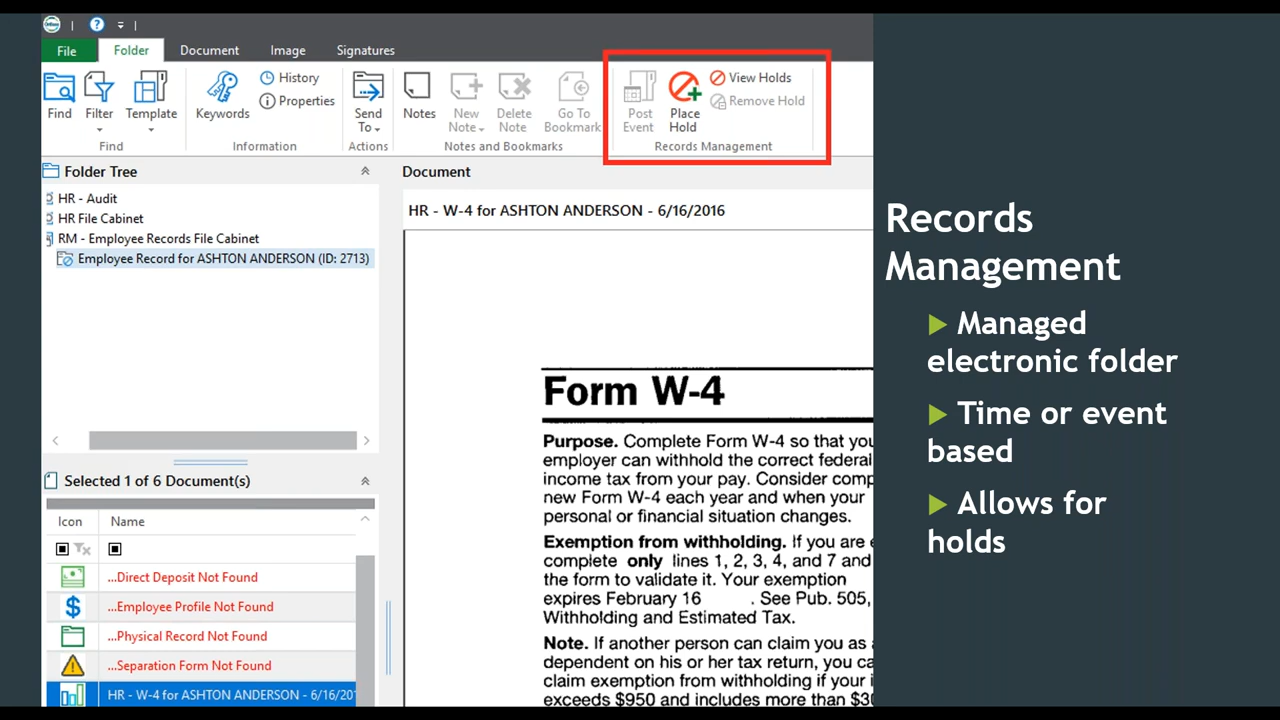 File Folder Document Image Signatures
Find Filter Template Keywords History Properties Send To Notes New Note Delete Note Go To Bookmark Post Event Place Hold View Holds Remove Hold
Find Information Actions Notes and Bookmarks Records Management
Folder Tree
HR - Audit
HR File Cabinet
RM - Employee Records File Cabinet
Employee Record for ASHTON ANDERSON (ID: 2713)
Selected 1 of 6 Document(s)
Icon Name
...Direct Deposit Not Found
...Employee Profile Not Found
...Physical Record Not Found
...Separation Form Not Found
HR - W-4 for ASHTON ANDERSON - 6/16/201
Document
HR - W-4 for ASHTON ANDERSON - 6/16/2016
Form W-4
Purpose. Complete Form W-4 so that you
employer can withhold the correct federal
income tax from your pay. Consider comp
new Form W-4 each year and when your
personal or financial situation changes.
Exemption from withholding. If you are e
complete only lines 1, 2, 3, 4, and 7 and
the form to validate it. Your exemption
expires February 16 . See Pub. 505,
Withholding and Estimated Tax.
Note. If another person can claim you as a
dependent on his or her tax return, you ca
claim exemption from withholding if your i
exceeds $950 and includes more than $30
Records
Management
Managed
electronic folder
Time or event
based
Allows for
holds